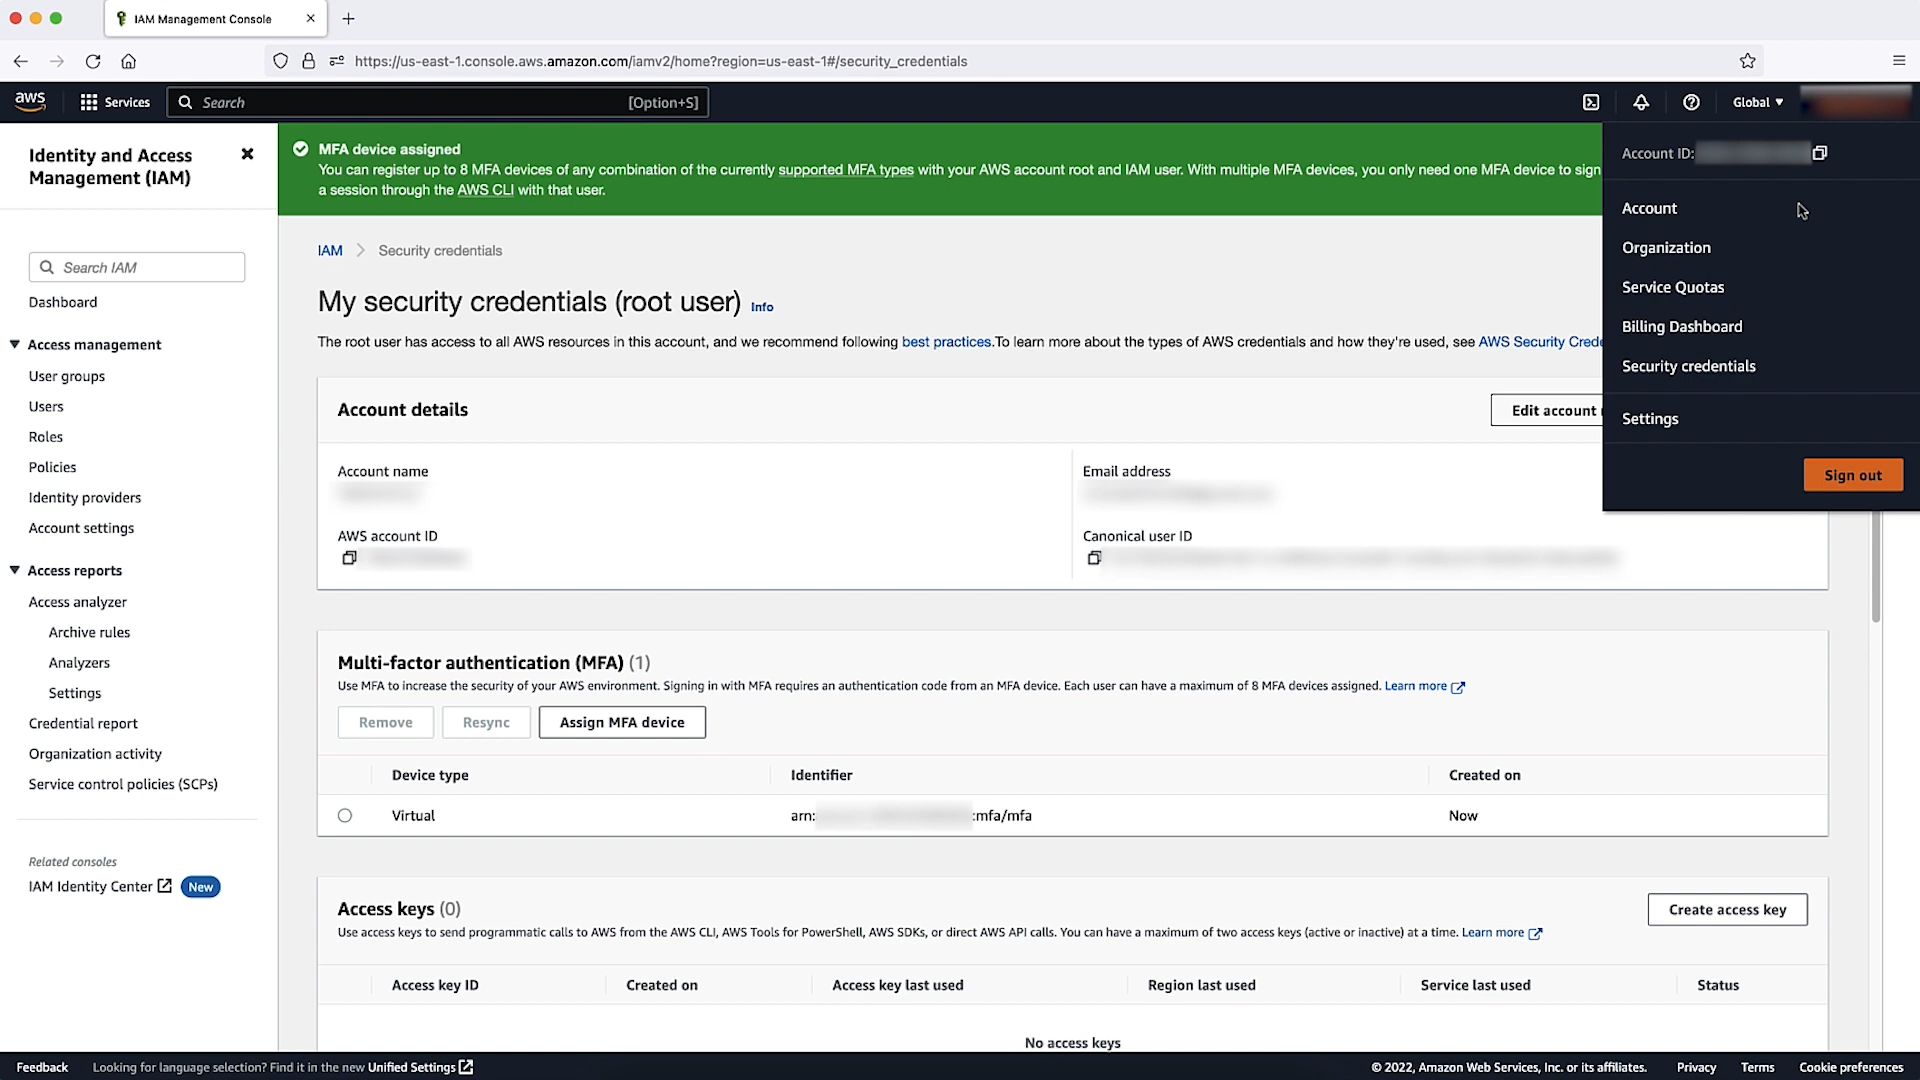 IAM Management Console
https://us-east-1.console.aws.amazon.com/iamv2/home?region=us-east-1#/security_credentials
aws
Services
Search
[Option+S]
Global
Identity and Access
Management (IAM)
Search IAM
Dashboard
Access management
User groups
Users
Roles
Policies
Identity providers
Account settings
Access reports
Access analyzer
Archive rules
Analyzers
Settings
Credential report
Organization activity
Service control policies (SCPs)
Related consoles
IAM Identity Center New
MFA device assigned
You can register up to 8 MFA devices of any combination of the currently supported MFA types with your AWS account root and IAM user. With multiple MFA devices, you only need one MFA device to sign
a session through the AWS CLI with that user.
IAM
Security credentials
My security credentials (root user) Info
The root user has access to all AWS resources in this account, and we recommend following best practices.To learn more about the types of AWS credentials and how they're used, see AWS Security Crede
Account details
Edit account
Account name
Email address
AWS account ID
Canonical user ID
Multi-factor authentication (MFA) (1)
Use MFA to increase the security of your AWS environment. Signing in with MFA requires an authentication code from an MFA device. Each user can have a maximum of 8 MFA devices assigned. Learn more
Remove
Resync
Assign MFA device
Device type
Identifier
Created on
Virtual
arn:
:mfa/mfa
Now
Access keys (0)
Create access key
Use access keys to send programmatic calls to AWS from the AWS CLI, AWS Tools for PowerShell, AWS SDKs, or direct AWS API calls. You can have a maximum of two access keys (active or inactive) at a time. Learn more
Access key ID
Created on
Access key last used
Region last used
Service last used
Status
No access keys
Account ID:
Account
Organization
Service Quotas
Billing Dashboard
Security credentials
Settings
Sign out
Feedback
Looking for language selection? Find it in the new Unified Settings
© 2022, Amazon Web Services, Inc. or its affiliates.
Privacy
Terms
Cookie preferences